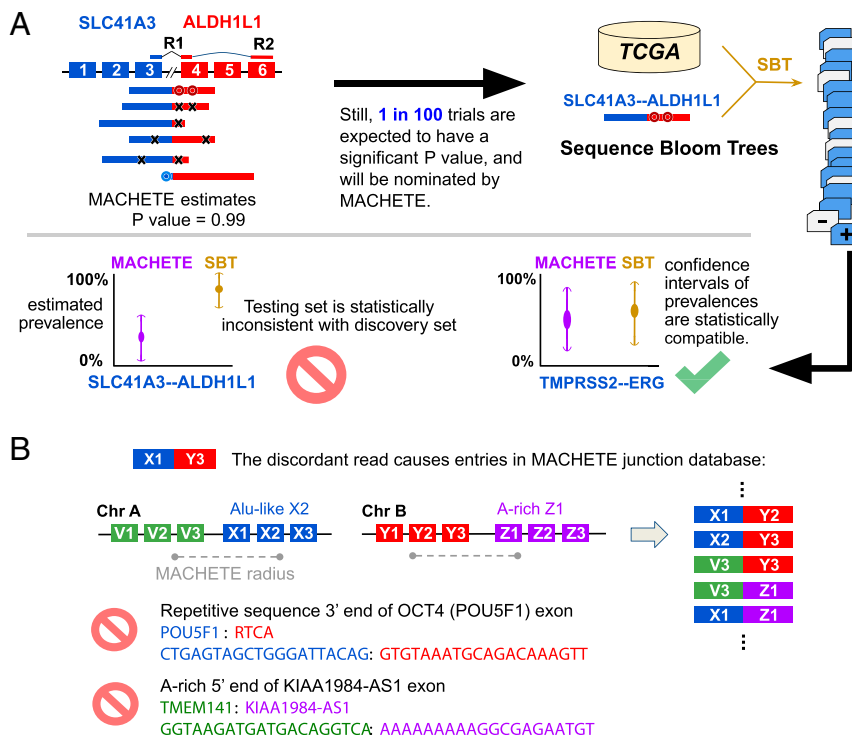 A
SLC41A3 ALDH1L1
R1 R2
1 2 3 // 4 5 6
x x
x
x x
x x
MACHETE estimates
P value = 0.99
Still, 1 in 100 trials are
expected to have a
significant P value, and
will be nominated by
MACHETE.
TCGA
SBT
SLC41A3--ALDH1L1
Sequence Bloom Trees
-
+
MACHETE SBT
100%
estimated
prevalence
0%
SLC41A3--ALDH1L1
Testing set is statistically
inconsistent with discovery set
MACHETE SBT
100%
0%
TMPRSS2--ERG
confidence
intervals of
prevalences
are statistically
compatible.
B
X1 Y3 The discordant read causes entries in MACHETE junction database:
Chr A Alu-like X2 Chr B A-rich Z1
V1 V2 V3 X1 X2 X3 Y1 Y2 Y3 Z1 Z2 Z3
MACHETE radius
X1 Y2
X2 Y3
V3 Y3
V3 Z1
X1 Z1
Repetitive sequence 3’ end of OCT4 (POU5F1) exon
POU5F1 : RTCA
CTGAGTAGCTGGGATTACAG: GTGTAAATGCAGACAAAGTT
A-rich 5’ end of KIAA1984-AS1 exon
TMEM141: KIAA1984-AS1
GGTAAGATGATGACAGGTCA: AAAAAAAAAGGCGAGAATGT